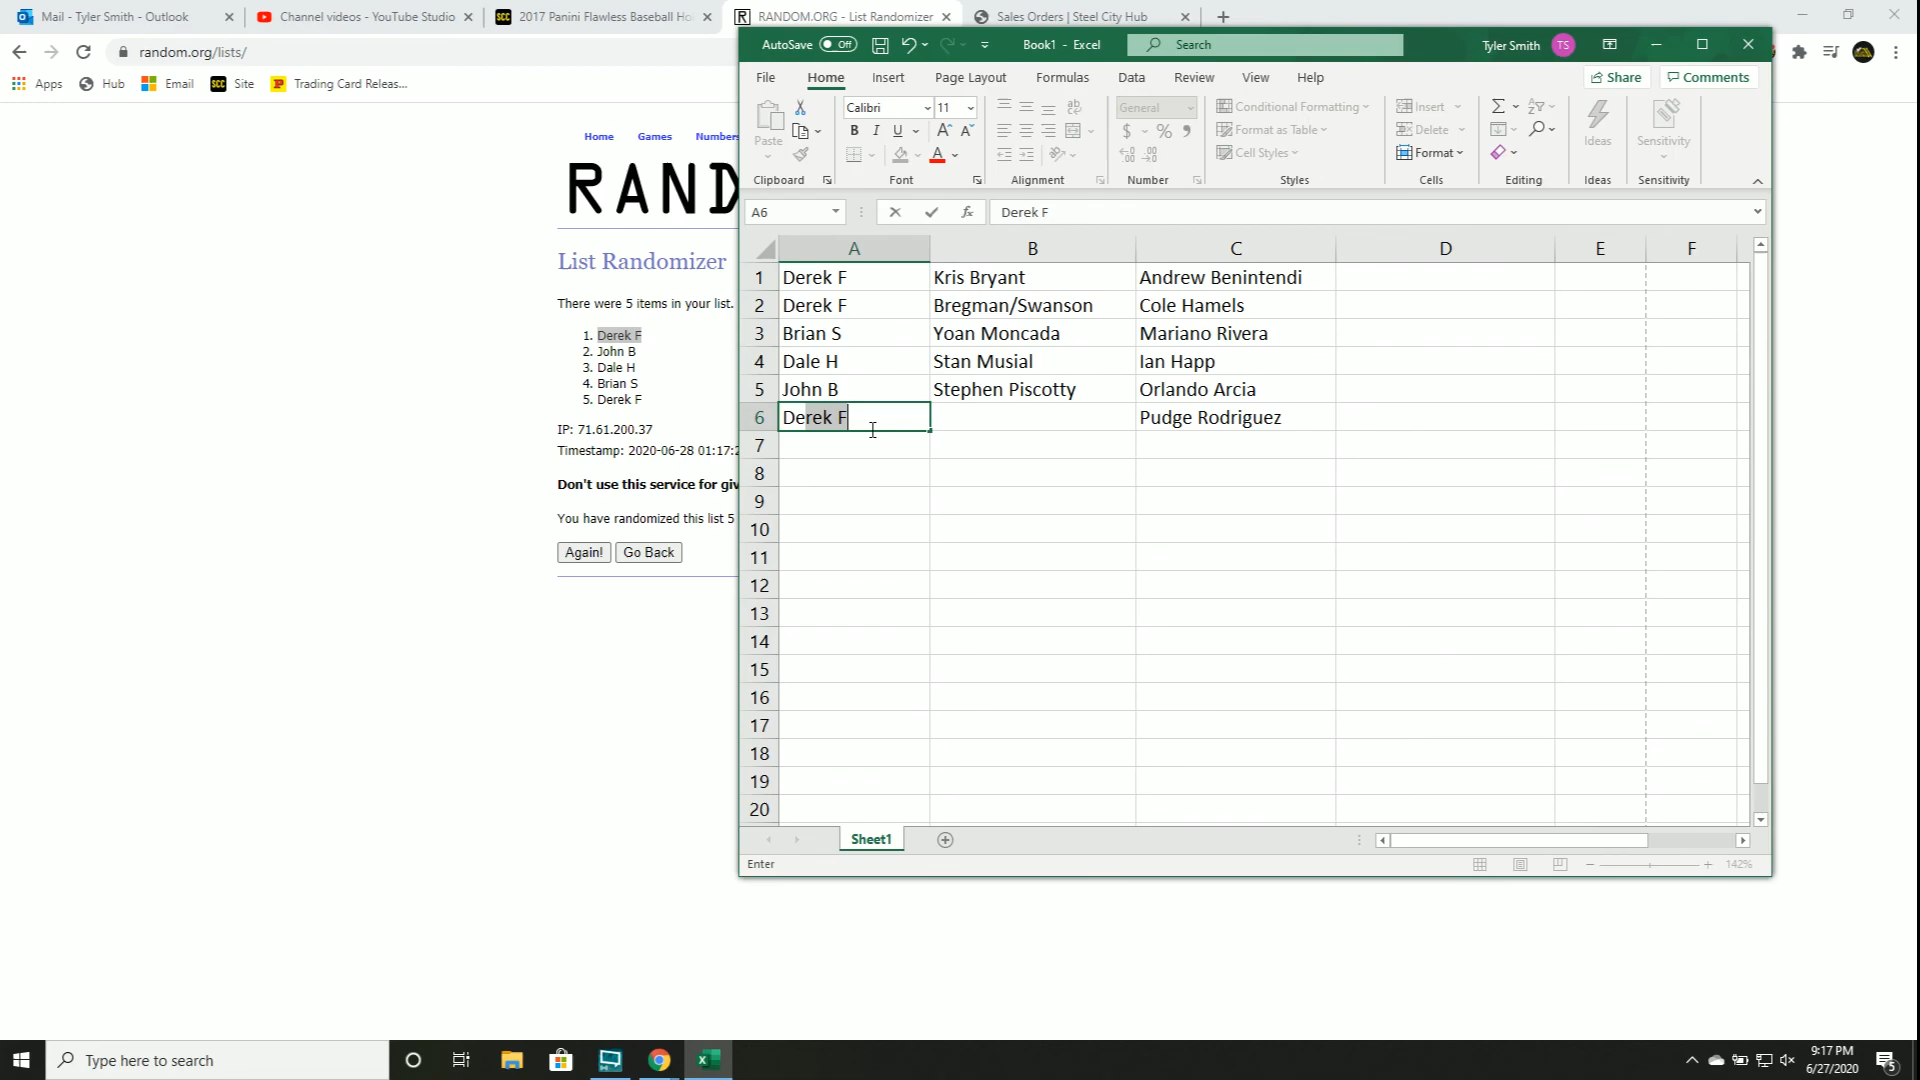 Mail - Tyler Smith - Outlook
Channel videos - YouTube Studio
SCC 2017 Panini Flawless Baseball Ho
RANDOM.ORG - List Randomizer
Sales Orders | Steel City Hub
random.org/lists/
Apps
Hub
Email
SCC Site
Trading Card Releas...
Home
Games
Numbers
RAND
List Randomizer
There were 5 items in your list.
1. Derek F
2. John B
3. Dale H
4. Brian S
5. Derek F
IP: 71.61.200.37
Timestamp: 2020-06-28 01:17:2
Don't use this service for giv
You have randomized this list 5
Again!
Go Back
AutoSave Off
Book1 - Excel
Search
Tyler Smith TS
File Home Insert Page Layout Formulas Data Review View Help
Share
Comments
Paste
Clipboard
Calibri 11
B I U
Font
Alignment
General
$ % 9
Number
Conditional Formatting
Format as Table
Cell Styles
Styles
Insert
Delete
Format
Cells
Editing
Ideas
Ideas
Sensitivity
Sensitivity
A6
fx
Derek F
A B C D E F
1 Derek F Kris Bryant Andrew Benintendi
2 Derek F Bregman/Swanson Cole Hamels
3 Brian S Yoan Moncada Mariano Rivera
4 Dale H Stan Musial Ian Happ
5 John B Stephen Piscotty Orlando Arcia
6 Derek F Pudge Rodriguez
7
8
9
10
11
12
13
14
15
16
17
18
19
20
Sheet1
Enter
142%
Type here to search
9:17 PM
6/27/2020
5